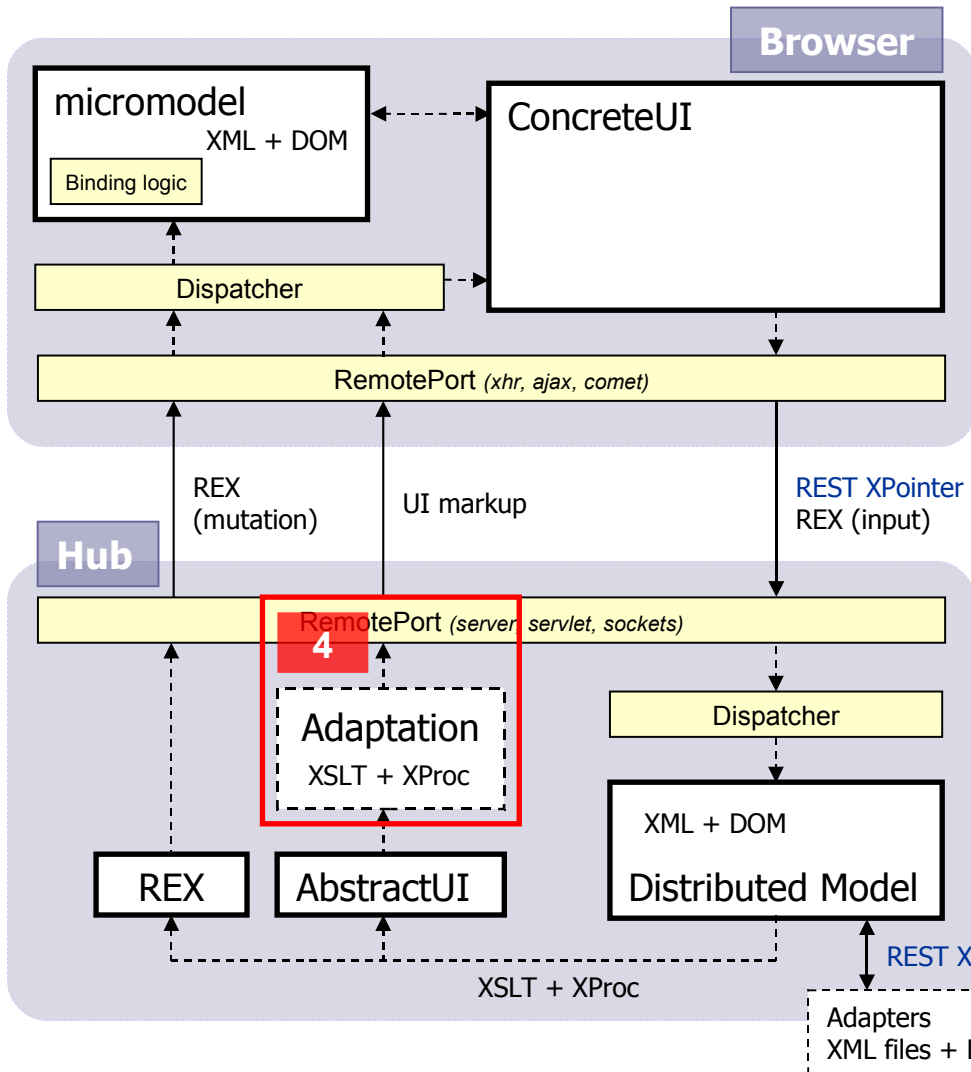 Browser
micromodel
XML + DOM
Binding logic
ConcreteUI
Dispatcher
RemotePort (xhr, ajax, comet)
REX
(mutation)
UI markup
REST XPointer
REX (input)
Hub
RemotePort (server, servlet, sockets)
4
Adaptation
XSLT + XProc
Dispatcher
XML + DOM
Distributed Model
REX
AbstractUI
REST X
XSLT + XProc
Adapters
XML files +